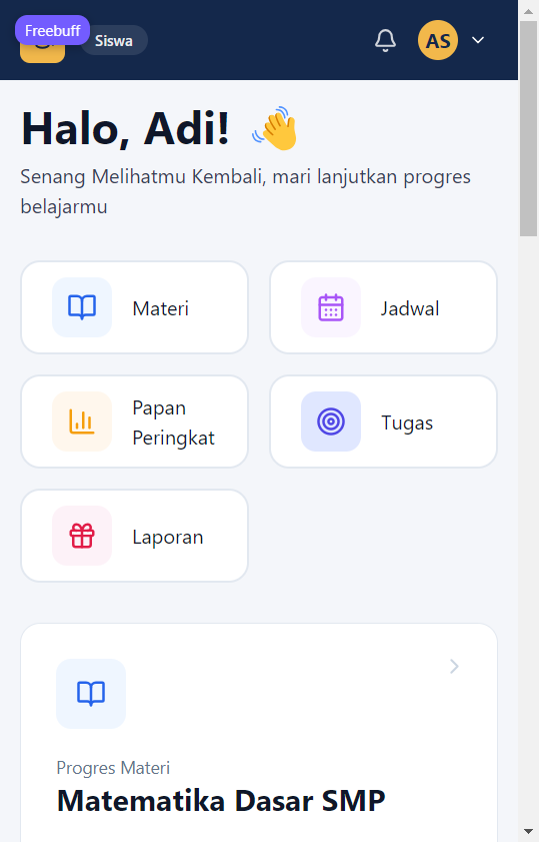 Freebuff
Siswa
AS
Halo, Adi! 👋
Senang Melihatmu Kembali, mari lanjutkan progres
belajarmu
Materi
Jadwal
Papan
Peringkat
Tugas
Laporan
Progres Materi
Matematika Dasar SMP